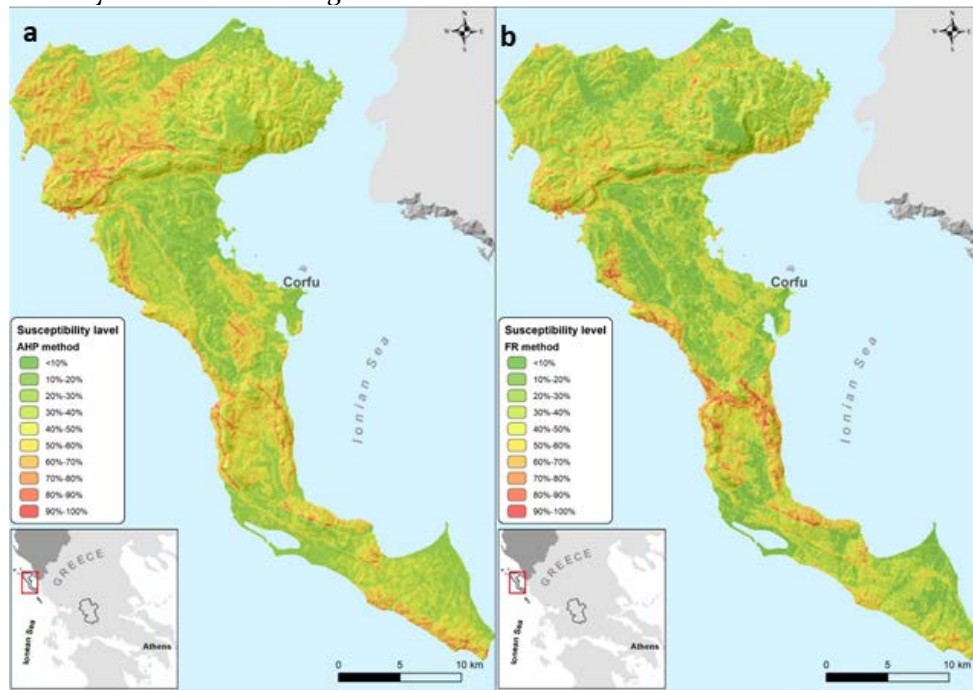 a
N
W E
S
Corfu
Ionian Sea
Susceptibility lavel
AHP method
<10%
10%-20%
20%-30%
30%-40%
40%-50%
50%-60%
60%-70%
70%-80%
80%-90%
90%-100%
GREECE
Ionean Sea
Athens
0 5 10 km
b
N
W E
S
Corfu
Ionian Sea
Susceptibility level
FR method
<10%
10%-20%
20%-30%
30%-40%
40%-50%
50%-60%
60%-70%
70%-80%
80%-90%
90%-100%
GREECE
Ionean Sea
Athens
0 5 10 km